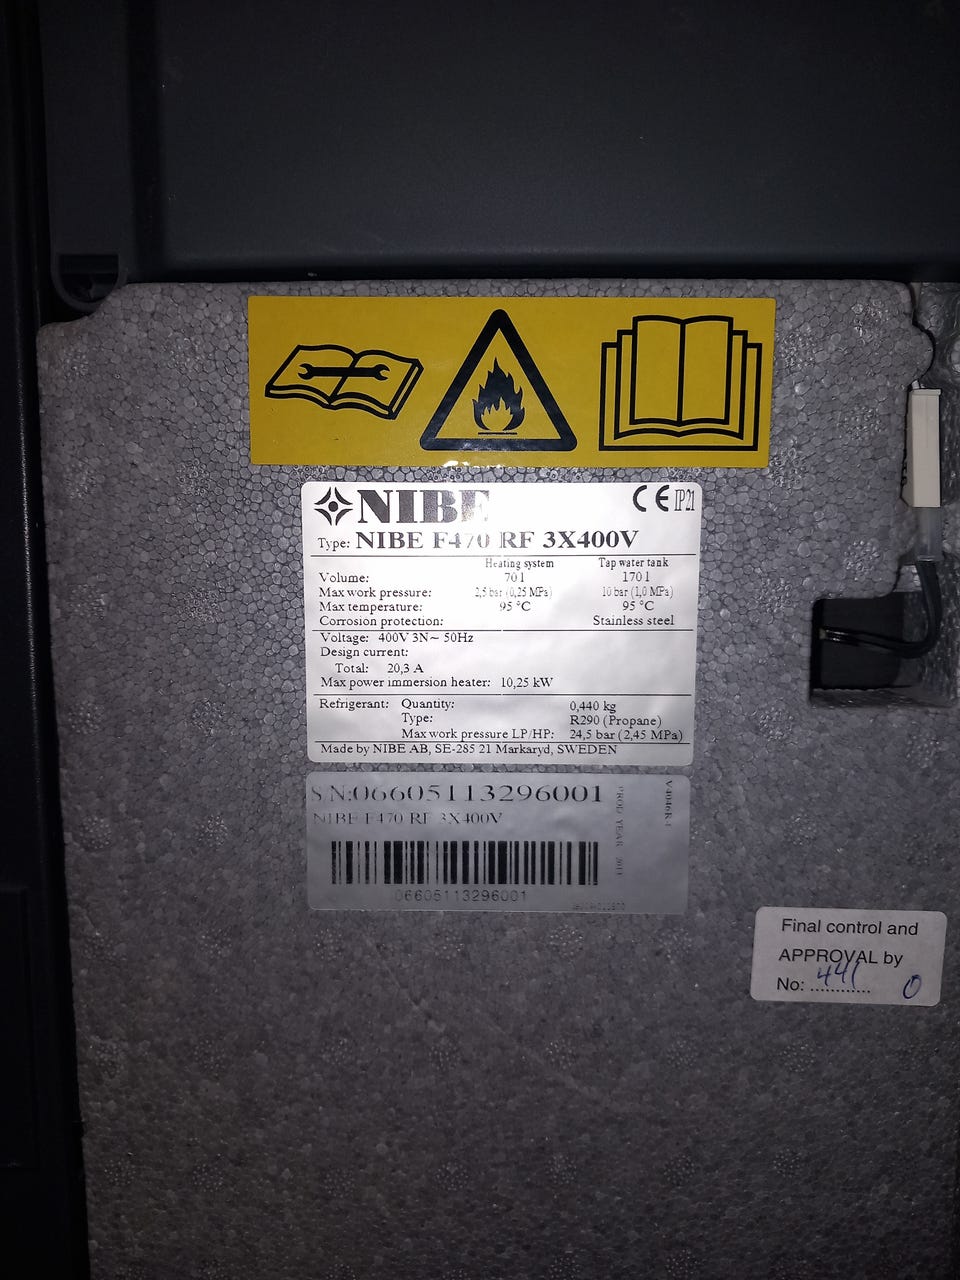 NIBE
CE IP21
Type: NIBE F470 RF 3X400V
Heating system Tap water tank
Volume: 70 l 170 l
Max work pressure: 2,5 bar (0,25 MPa) 10 bar (1,0 MPa)
Max temperature: 95 °C 95 °C
Corrosion protection: Stainless steel
Voltage: 400V 3N~ 50Hz
Design current:
Total: 20,3 A
Max power immersion heater: 10,25 kW
Refrigerant: Quantity: 0,440 kg
Type: R290 (Propane)
Max work pressure LP/HP: 24,5 bar (2,45 MPa)
Made by NIBE AB, SE-285 21 Markaryd, SWEDEN
S/N:06605113296001
NIBE F470 RF 3X400V
06605113296001
PROD. YEAR
Final control and
APPROVAL by
No: 441 0